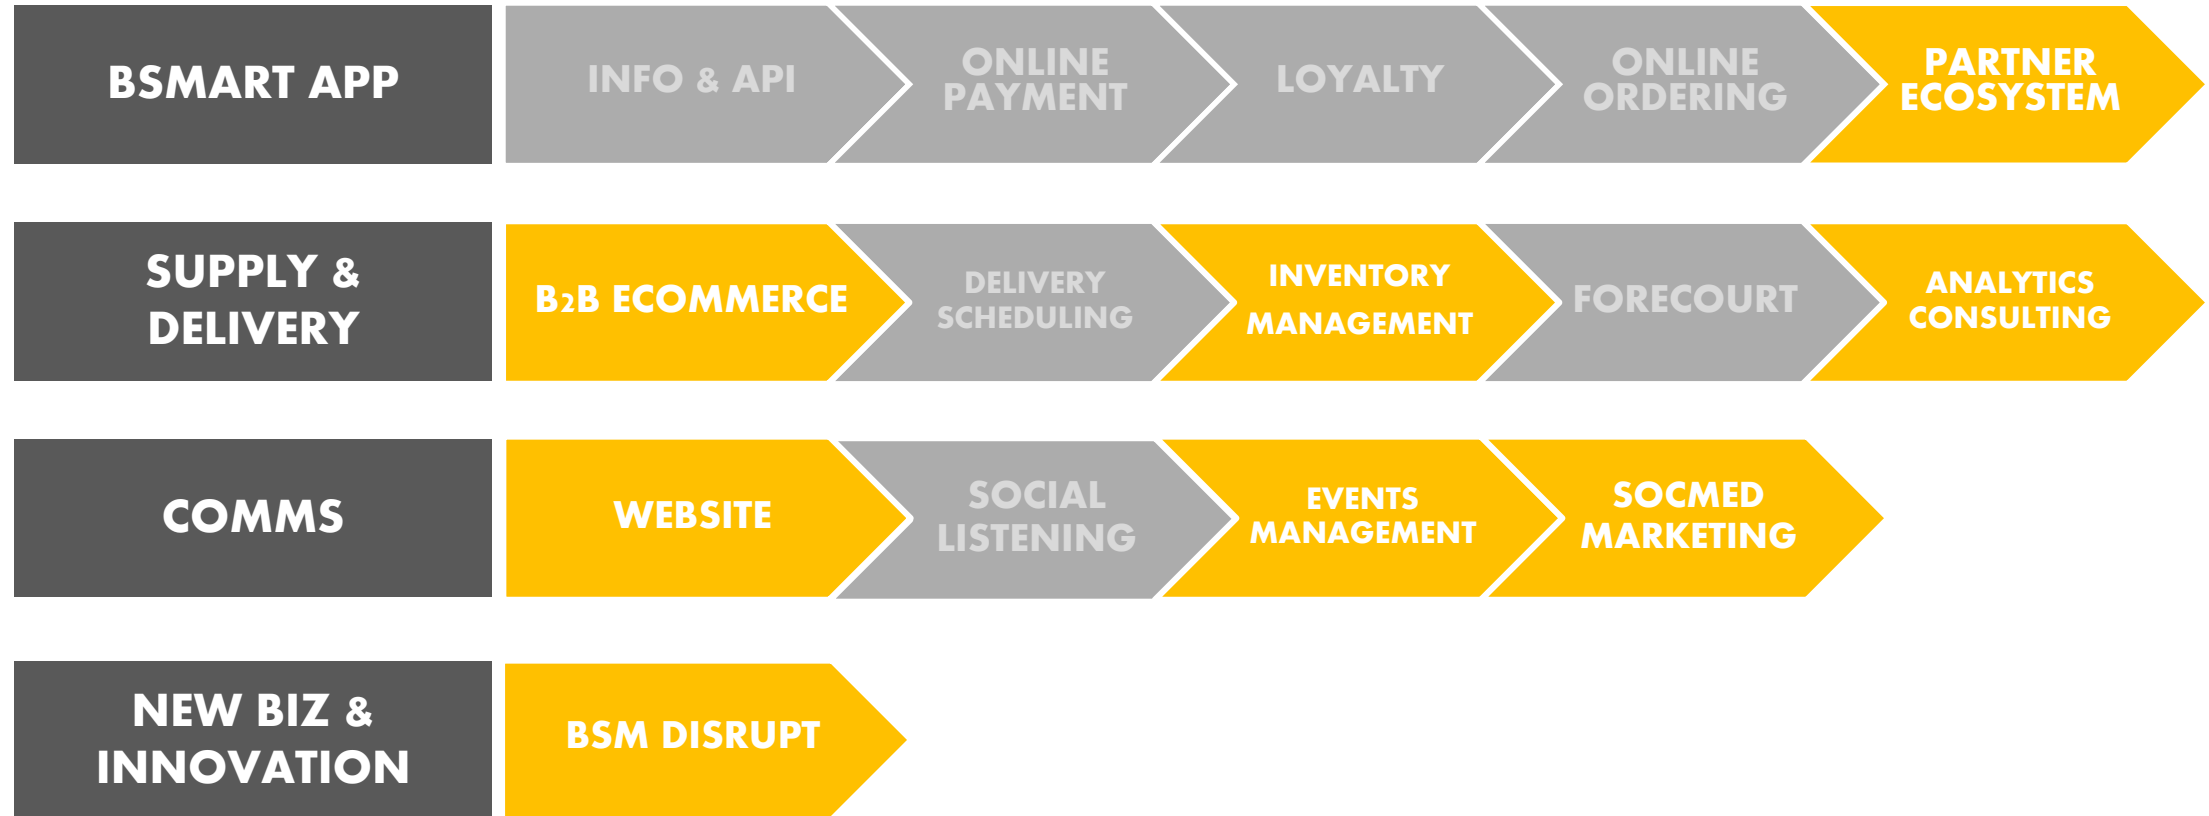 BSMART APP
INFO & API
ONLINE
PAYMENT
LOYALTY
ONLINE
ORDERING
PARTNER
ECOSYSTEM
SUPPLY &
DELIVERY
B2B ECOMMERCE
DELIVERY
SCHEDULING
INVENTORY
MANAGEMENT
FORECOURT
ANALYTICS
CONSULTING
COMMS
WEBSITE
SOCIAL
LISTENING
EVENTS
MANAGEMENT
SOCMED
MARKETING
NEW BIZ &
INNOVATION
BSM DISRUPT